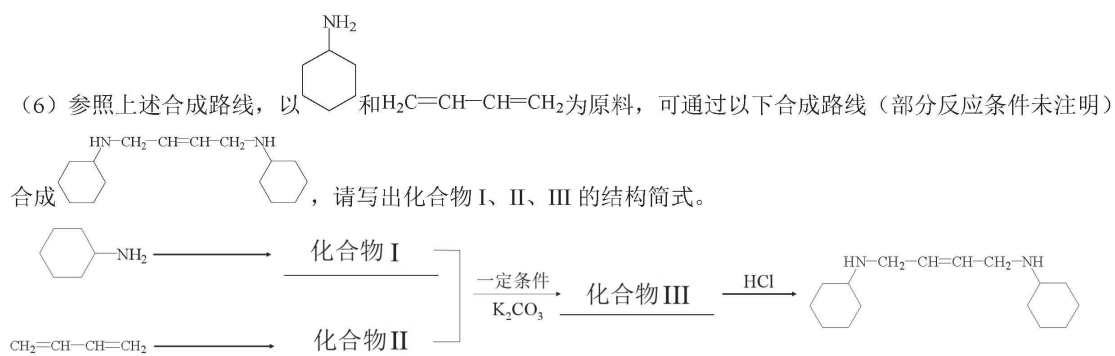 NH₂
（6）参照上述合成路线，以和H₂C═CH—CH═CH₂为原料，可通过以下合成路线（部分反应条件未注明）
HN—CH₂—CH═CH—CH₂—NH
合成，请写出化合物 I、II、III 的结构简式。
—NH₂ 化合物 I
一定条件
K₂CO₃
化合物 III
HCl
HN—CH₂—CH═CH—CH₂—NH
CH₂═CH—CH═CH₂ 化合物 II